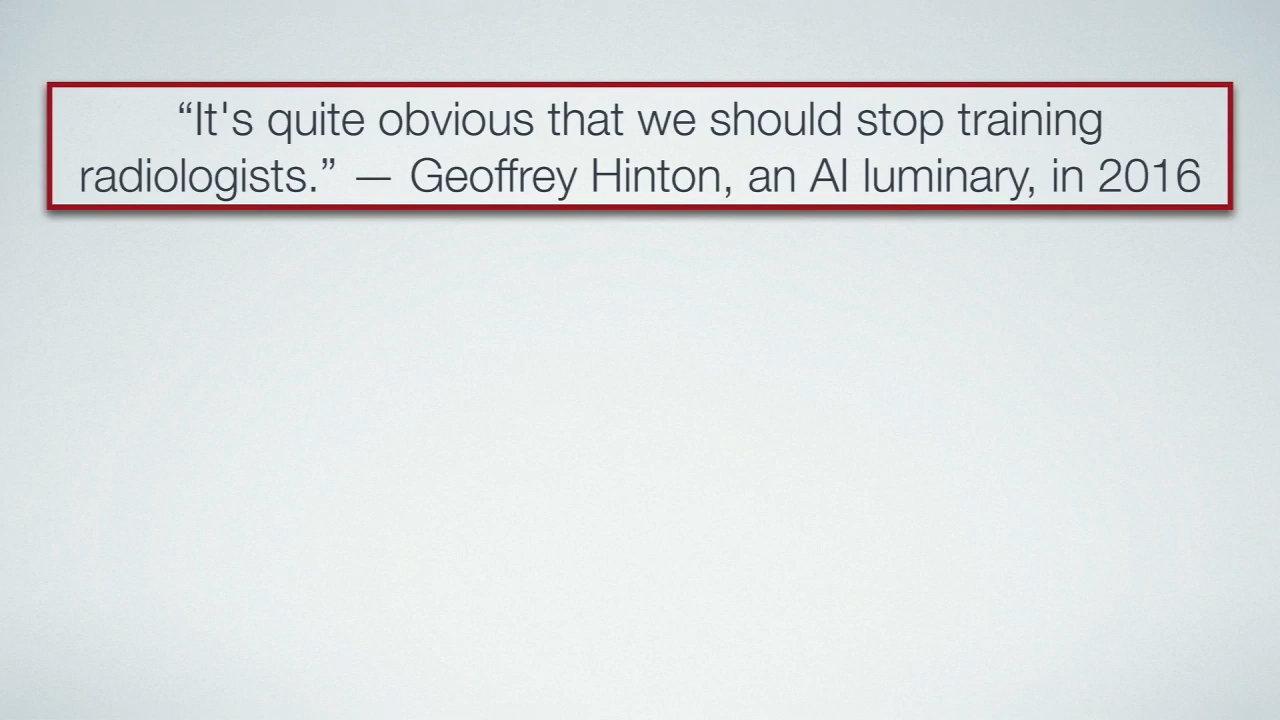 “It's quite obvious that we should stop training
radiologists.” — Geoffrey Hinton, an AI luminary, in 2016